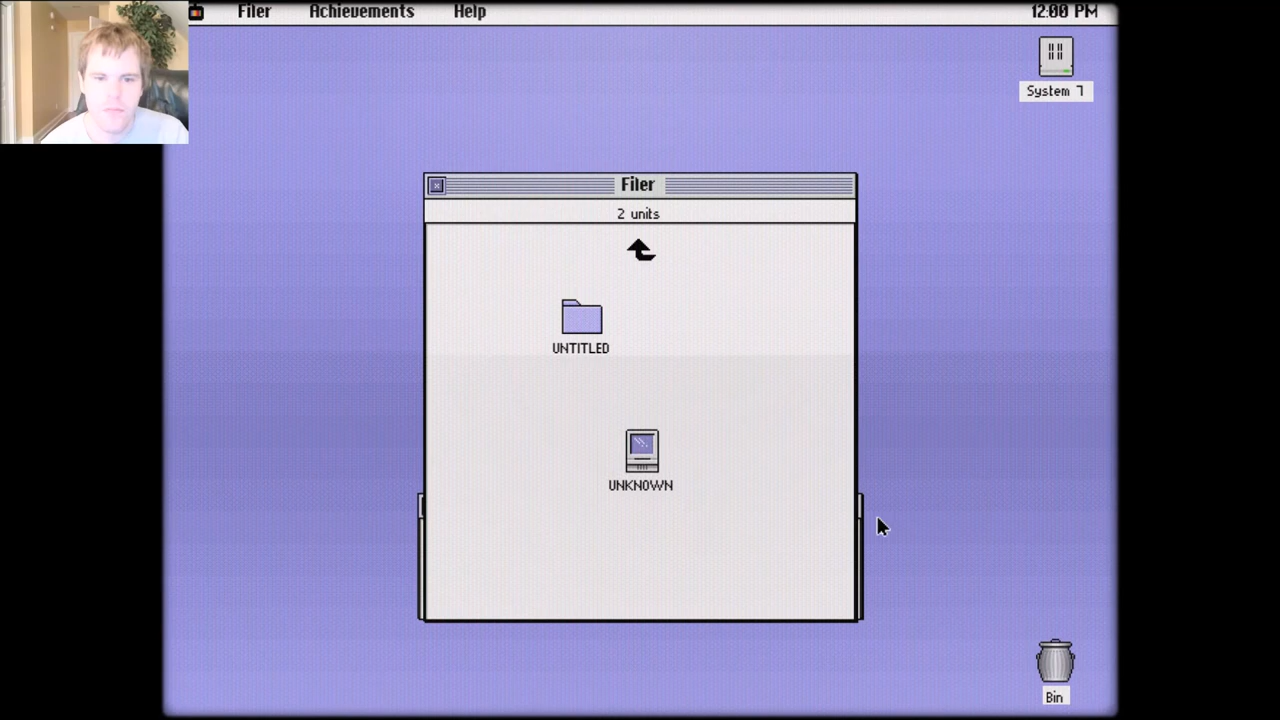 Filer Achievements Help 12:00 PM
System 7
Filer
2 units
UNTITLED
UNKNOWN
Bin